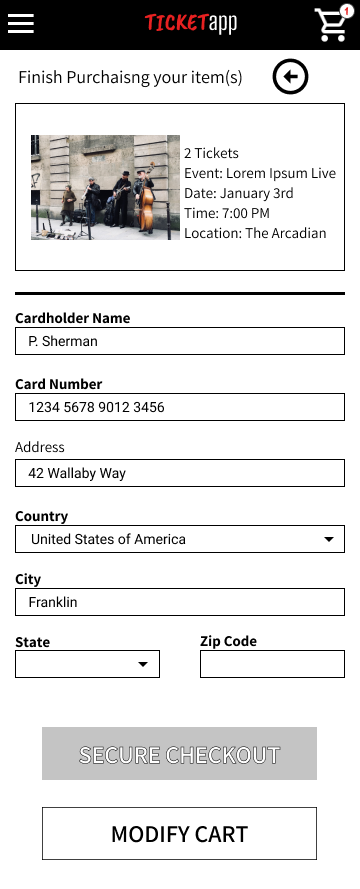 TICKETapp
1
Finish Purchaisng your item(s)
2 Tickets
Event: Lorem Ipsum Live
Date: January 3rd
Time: 7:00 PM
Location: The Arcadian
Cardholder Name
P. Sherman
Card Number
1234 5678 9012 3456
Address
42 Wallaby Way
Country
United States of America
City
Franklin
State
Zip Code
SECURE CHECKOUT
MODIFY CART